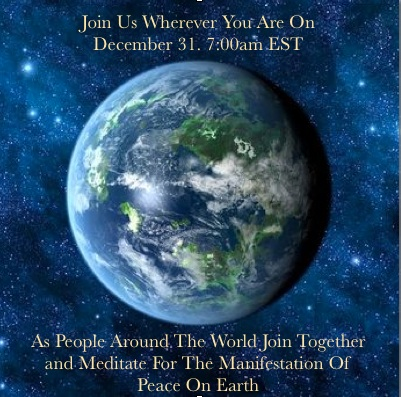 Join Us Wherever You Are On
December 31. 7:00am EST
As People Around The World Join Together
and Meditate For The Manifestation Of
Peace On Earth